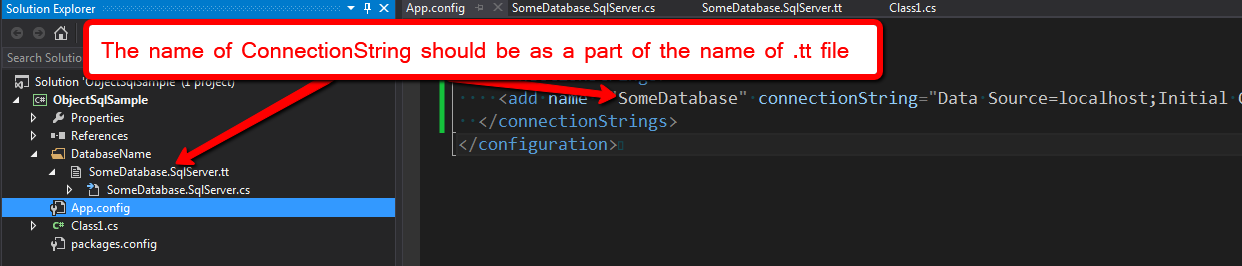 Solution Explorer
App.config
SomeDatabase.SqlServer.cs
SomeDatabase.SqlServer.tt
Class1.cs
Search Solution
The name of ConnectionString should be as a part of the name of .tt file
Solution 'ObjectSqlSample' (1 project)
ObjectSqlSample
Properties
References
DatabaseName
SomeDatabase.SqlServer.tt
SomeDatabase.SqlServer.cs
App.config
C# Class1.cs
packages.config
<add name "SomeDatabase" connectionString="Data Source=localhost;Initial
</connectionStrings>
</configuration>